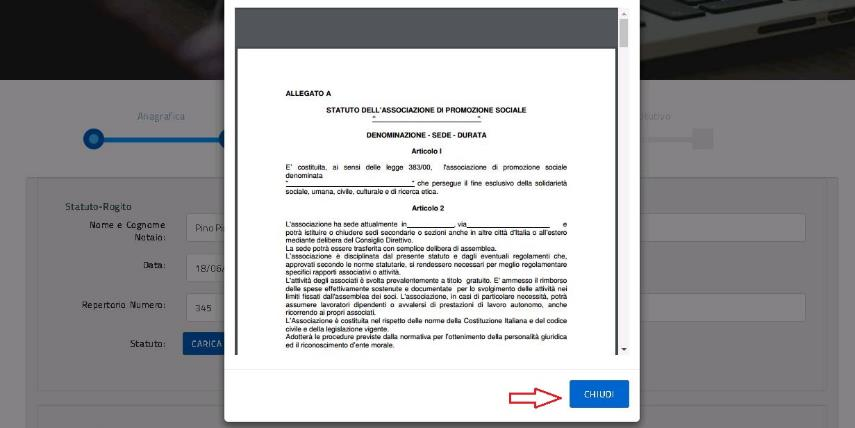 ALLEGATO A
STATUTO DELL'ASSOCIAZIONE DI PROMOZIONE SOCIALE
"________________________"
DENOMINAZIONE - SEDE - DURATA
Articolo I
E' costituita, ai sensi delle legge 383/00, l'associazione di promozione sociale
denominata
"______________________________" che persegue il fine esclusivo della solidarietà
sociale, umana, civile, culturale e di ricerca etica.
Articolo 2
L'associazione ha sede attualmente in____________, via____________________ e
potrà istituire o chiudere sedi secondarie o sezioni anche in altre città d'Italia o all'estero
mediante delibera del Consiglio Direttivo.
La sede potrà essere trasferita con semplice delibera di assemblea.
L'associazione è disciplinata dal presente statuto e dagli eventuali regolamenti che,
approvati secondo le norme statutarie, si rendessero necessari per meglio regolamentare
specifici rapporti associativi o attività.
L'attività degli associati è svolta prevalentemente a titolo gratuito. E' ammesso il rimborso
delle spese effettivamente sostenute e documentate per lo svolgimento delle attività nei
limiti fissati dall'assemblea dei soci. L'associazione, in casi di particolare necessità, potrà
assumere lavoratori dipendenti o avvalersi di prestazioni di lavoro autonomo, anche
ricorrendo ai propri associati.
L'Associazione è costituita nel rispetto delle norme della Costituzione Italiana e del codice
civile e della legislazione vigente.
Adotterà le procedure previste dalla normativa per l'ottenimento della personalità giuridica
ed il riconoscimento d'ente morale.
CHIUDI
Anagrafica
Statuto-Rogito
Nome e Cognome
Notaio:
Pino
Data:
18/06/
Repertorio Numero:
345
Statuto:
CARICA